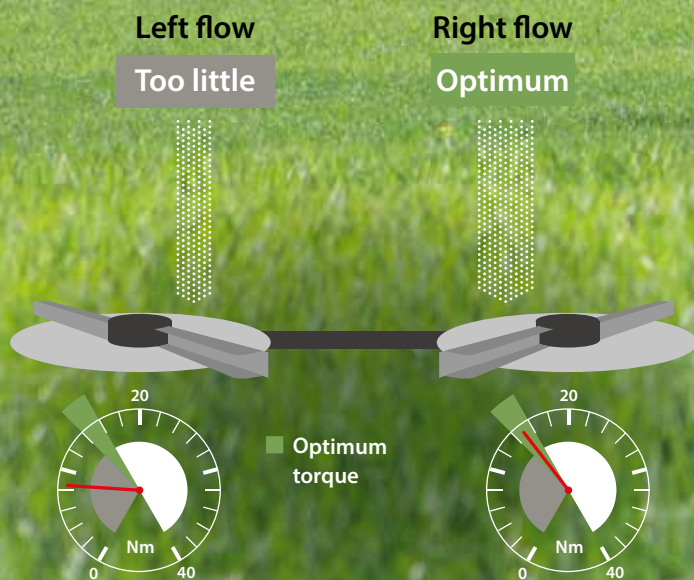 Left flow
Right flow
Too little
Optimum
20
20
Optimum
torque
Nm
Nm
0
40
0
40